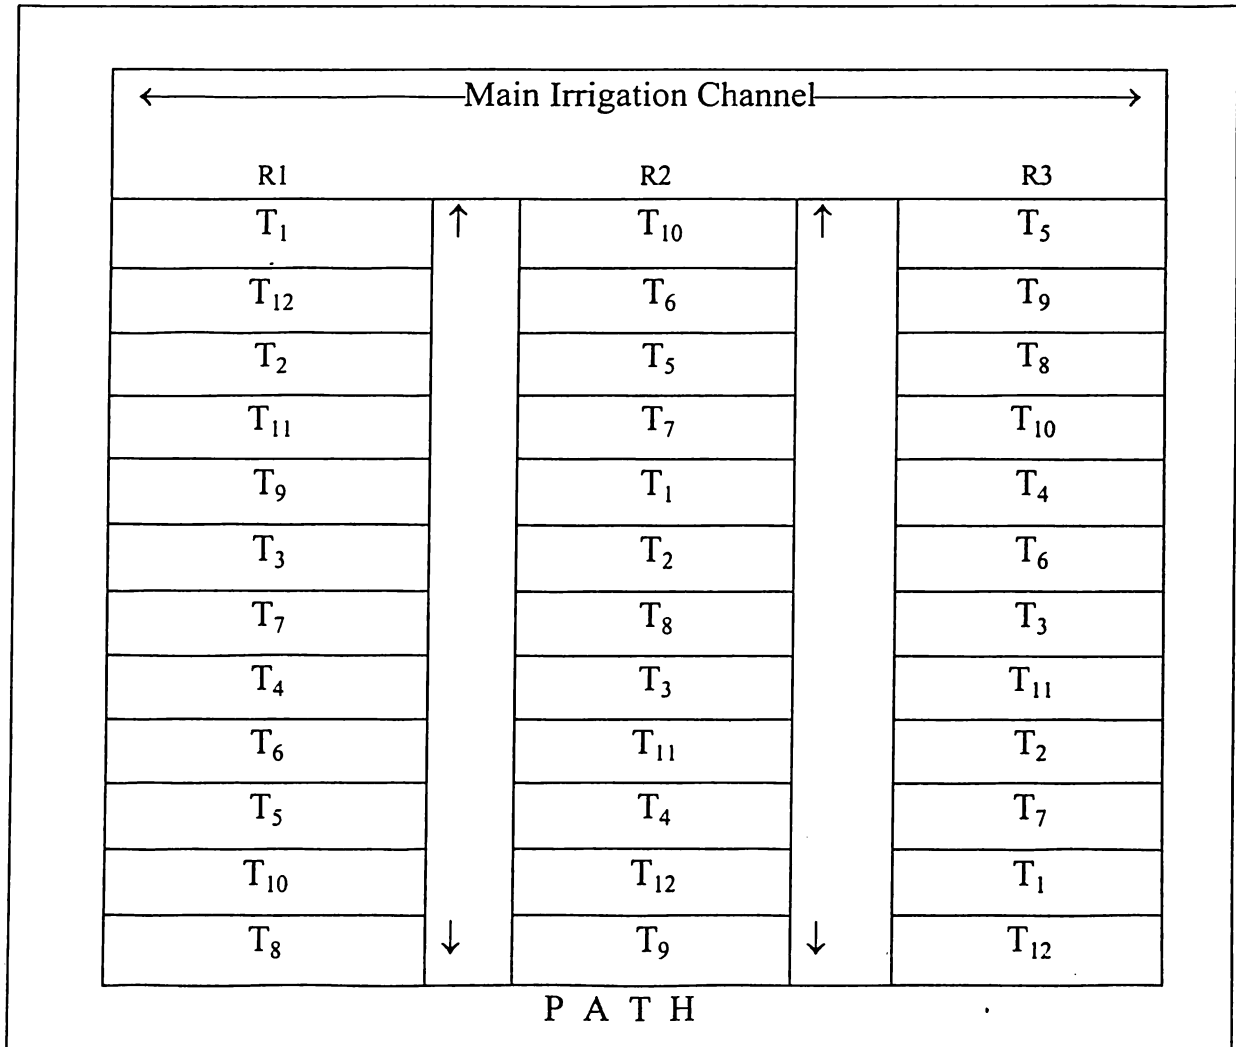 ←Main Irrigation Channel→
R1 R2 R3
T₁ ↑ T₁₀ ↑ T₅
T₁₂ T₆ T₉
T₂ T₅ T₈
T₁₁ T₇ T₁₀
T₉ T₁ T₄
T₃ T₂ T₆
T₇ T₈ T₃
T₄ T₃ T₁₁
T₆ T₁₁ T₂
T₅ T₄ T₇
T₁₀ T₁₂ T₁
T₈ ↓ T₉ ↓ T₁₂
P A T H